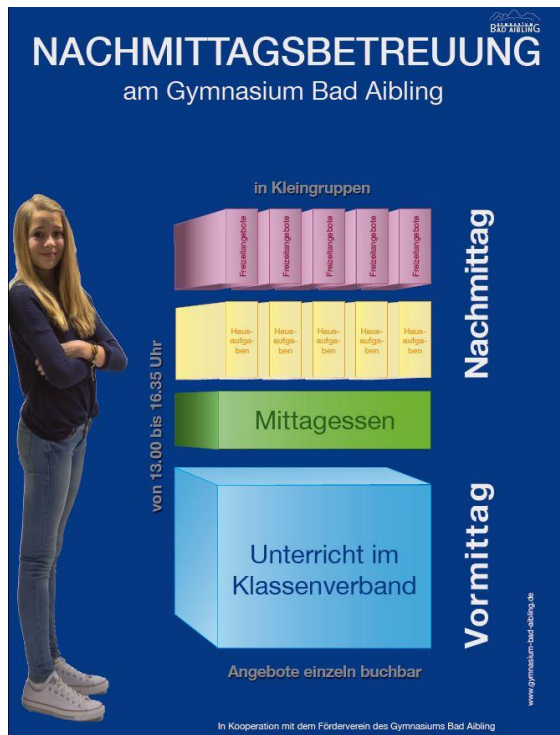 GYMNASIUM
BAD AIBLING
NACHMITTAGSBETREUUNG
am Gymnasium Bad Aibling
in Kleingruppen
Freizeitangebote
Freizeitangebote
Freizeitangebote
Freizeitangebote
Freizeitangebote
Haus-
aufga-
ben
Haus-
aufga-
ben
Haus-
aufga-
ben
Haus-
aufga-
ben
Haus-
aufga-
ben
Nachmittag
von 13.00 bis 16.35 Uhr
Mittagessen
Unterricht im
Klassenverband
Vormittag
Angebote einzeln buchbar
www.gymnasium-bad-aibling.de
In Kooperation mit dem Förderverein des Gymnasiums Bad Aibling